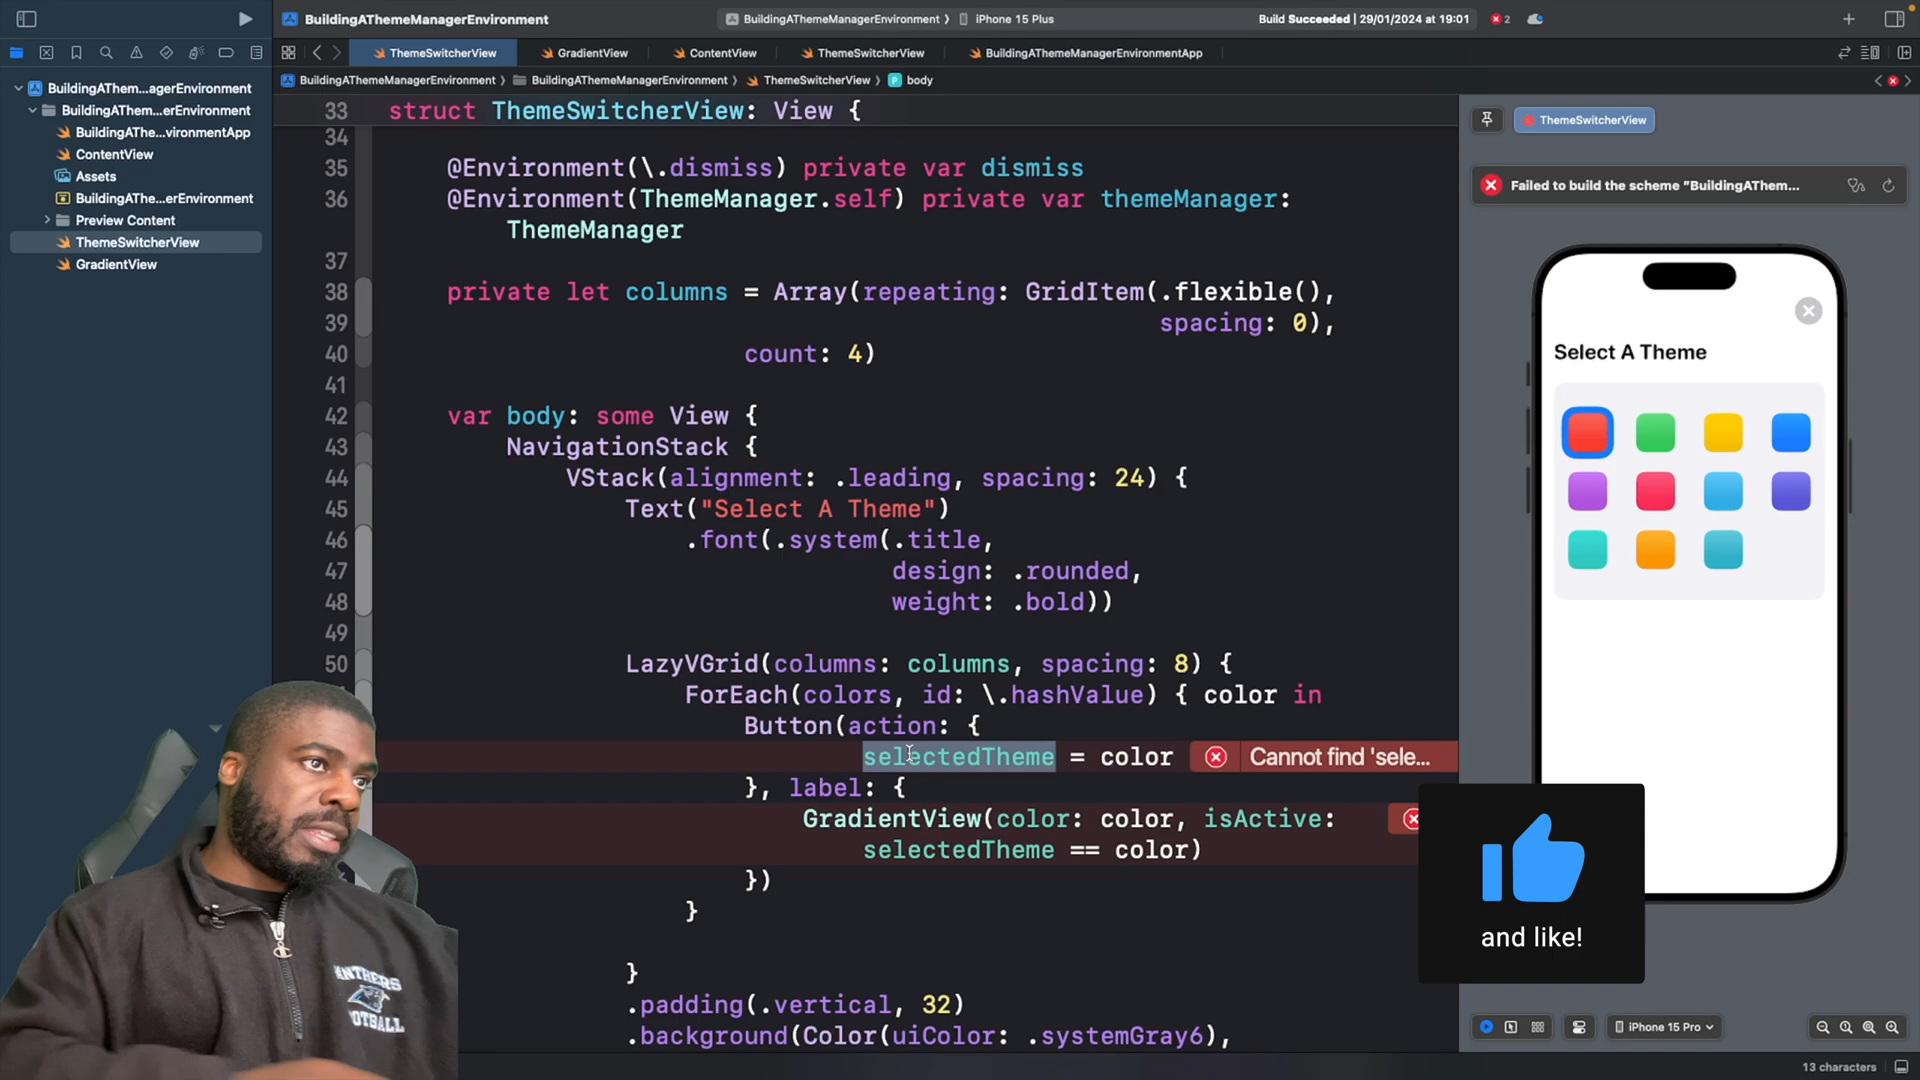 BuildingAThemeManagerEnvironment
BuildingAThemeManagerEnvironment
iPhone 15 Plus
Build Succeeded | 29/01/2024 at 19:01
2
ThemeSwitcherView
GradientView
ContentView
ThemeSwitcherView
BuildingAThemeManagerEnvironmentApp
BuildingAThemeManagerEnvironment
BuildingAThemeManagerEnvironment
ThemeSwitcherView
body
BuildingAThem...agerEnvironment
BuildingAThem...erEnvironment
BuildingAThe...vironmentApp
ContentView
Assets
BuildingAThe...erEnvironment
Preview Content
ThemeSwitcherView
GradientView
33 struct ThemeSwitcherView: View {
34
35 @Environment(\.dismiss) private var dismiss
36 @Environment(ThemeManager.self) private var themeManager:
ThemeManager
37
38 private let columns = Array(repeating: GridItem(.flexible(),
39 spacing: 0),
40 count: 4)
41
42 var body: some View {
43 NavigationStack {
44 VStack(alignment: .leading, spacing: 24) {
45 Text("Select A Theme")
46 .font(.system(.title,
47 design: .rounded,
48 weight: .bold))
49
50 LazyVGrid(columns: columns, spacing: 8) {
ForEach(colors, id: \.hashValue) { color in
Button(action: {
selectedTheme = color
Cannot find 'sele...
}, label: {
GradientView(color: color, isActive:
selectedTheme == color)
})
}
}
.padding(.vertical, 32)
.background(Color(uiColor: .systemGray6),
ThemeSwitcherView
Failed to build the scheme "BuildingAThem...
Select A Theme
and like!
PANTHERS
FOOTBALL
iPhone 15 Pro
13 characters